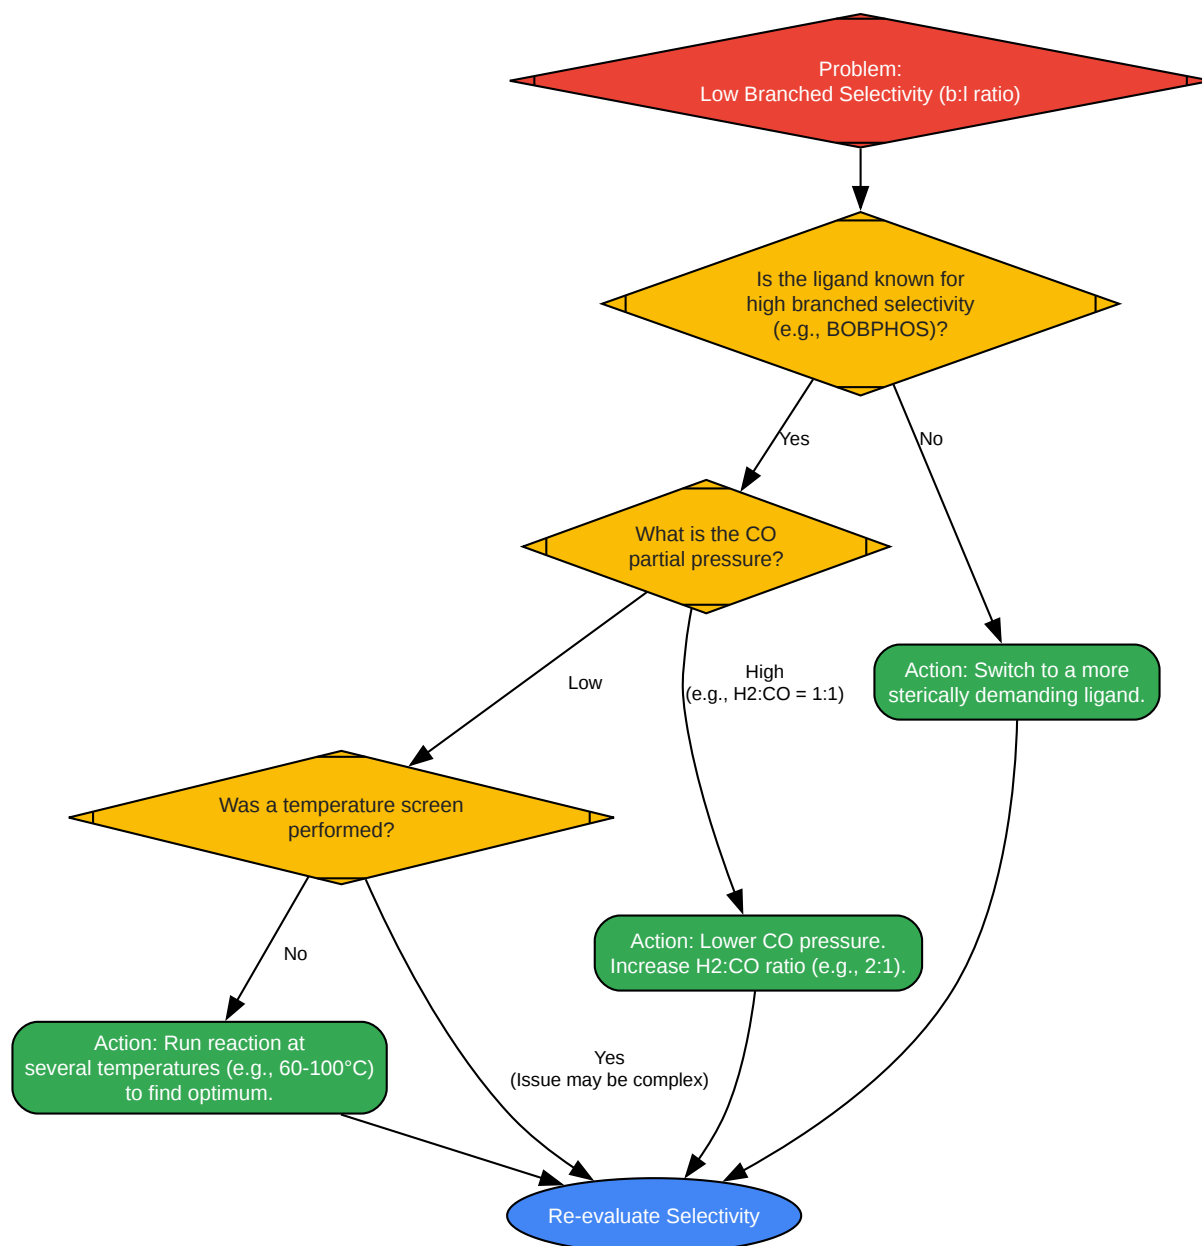 Problem:
Low Branched Selectivity (b:l ratio)
Is the ligand known for
high branched selectivity
(e.g., BOBPHOS)?
Yes
No
What is the CO
partial pressure?
Low
High
(e.g., H2:CO = 1:1)
Action: Switch to a more
sterically demanding ligand.
Was a temperature screen
performed?
No
Yes
(Issue may be complex)
Action: Lower CO pressure.
Increase H2:CO ratio (e.g., 2:1).
Action: Run reaction at
several temperatures (e.g., 60-100°C)
to find optimum.
Re-evaluate Selectivity